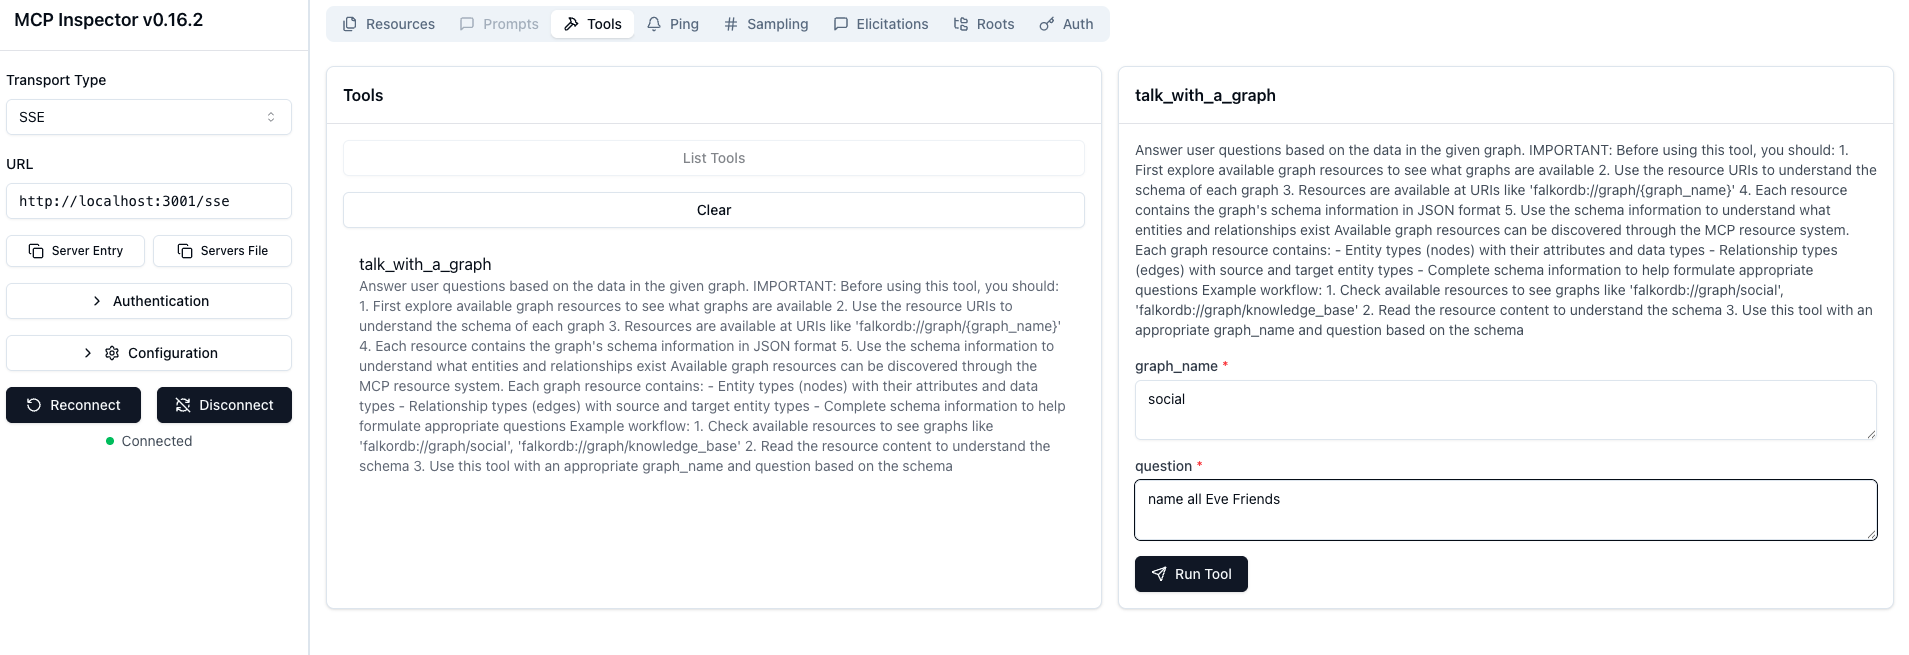 MCP Inspector v0.16.2
Transport Type
SSE
URL
http://localhost:3001/sse
Server Entry
Servers File
Authentication
Configuration
Reconnect
Disconnect
Connected
Resources
Prompts
Tools
Ping
Sampling
Elicitations
Roots
Auth
Tools
List Tools
Clear
talk_with_a_graph
Answer user questions based on the data in the given graph. IMPORTANT: Before using this tool, you should:
1. First explore available graph resources to see what graphs are available 2. Use the resource URIs to
understand the schema of each graph 3. Resources are available at URIs like 'falkordb://graph/{graph_name}'
4. Each resource contains the graph's schema information in JSON format 5. Use the schema information to
understand what entities and relationships exist Available graph resources can be discovered through the
MCP resource system. Each graph resource contains: - Entity types (nodes) with their attributes and data
types - Relationship types (edges) with source and target entity types - Complete schema information to help
formulate appropriate questions Example workflow: 1. Check available resources to see graphs like
'falkordb://graph/social', 'falkordb://graph/knowledge_base' 2. Read the resource content to understand the
schema 3. Use this tool with an appropriate graph_name and question based on the schema
talk_with_a_graph
Answer user questions based on the data in the given graph. IMPORTANT: Before using this tool, you should: 1.
First explore available graph resources to see what graphs are available 2. Use the resource URIs to understand the
schema of each graph 3. Resources are available at URIs like 'falkordb://graph/{graph_name}' 4. Each resource
contains the graph's schema information in JSON format 5. Use the schema information to understand what
entities and relationships exist Available graph resources can be discovered through the MCP resource system.
Each graph resource contains: - Entity types (nodes) with their attributes and data types - Relationship types
(edges) with source and target entity types - Complete schema information to help formulate appropriate
questions Example workflow: 1. Check available resources to see graphs like 'falkordb://graph/social',
'falkordb://graph/knowledge_base' 2. Read the resource content to understand the schema 3. Use this tool with an
appropriate graph_name and question based on the schema
graph_name *
social
question *
name all Eve Friends
Run Tool